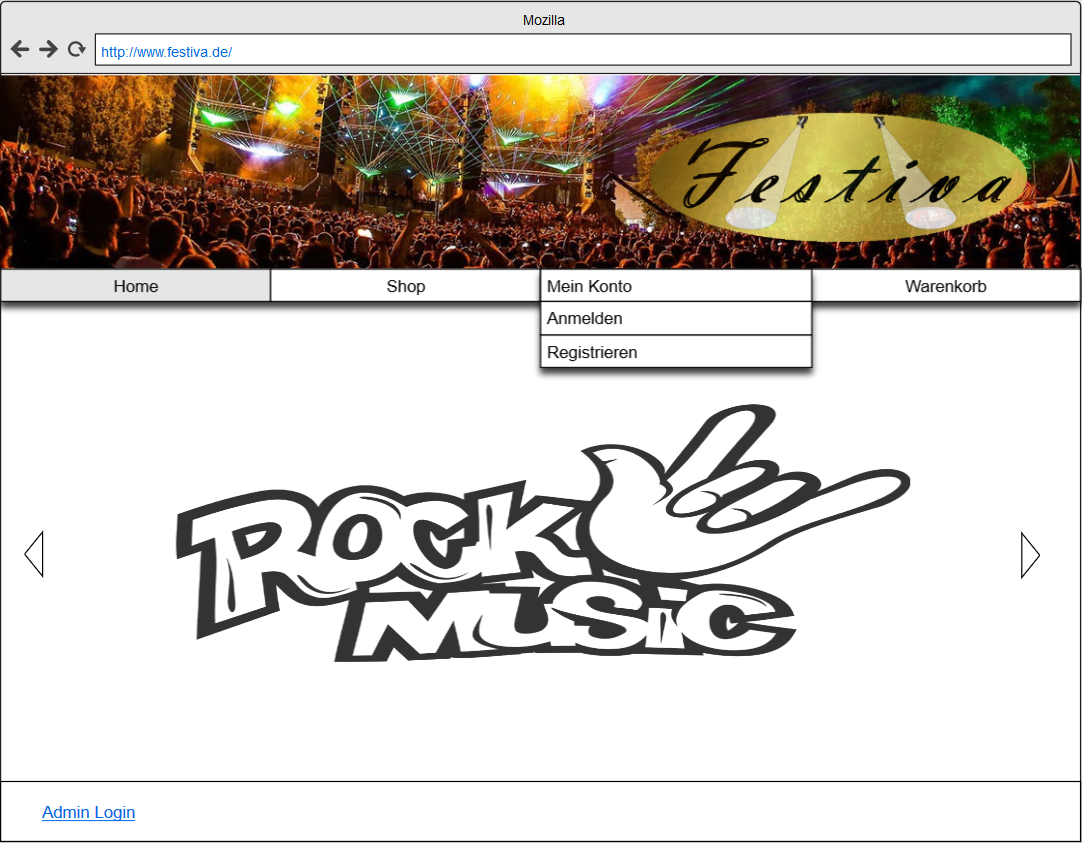 Mozilla
http://www.festiva.de/
Festiva
Home Shop Mein Konto Warenkorb
Anmelden
Registrieren
ROCK
MUSIC
Admin Login